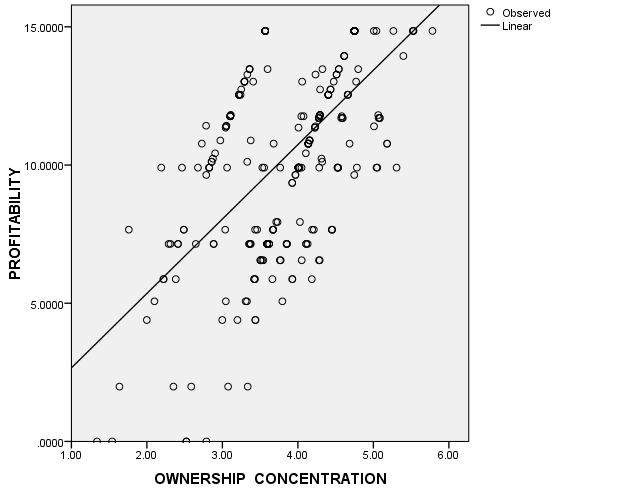 Observed
Linear
15.0000
10.0000
5.0000
.0000
PROFITABILITY
1.00 2.00 3.00 4.00 5.00 6.00
OWNERSHIP CONCENTRATION